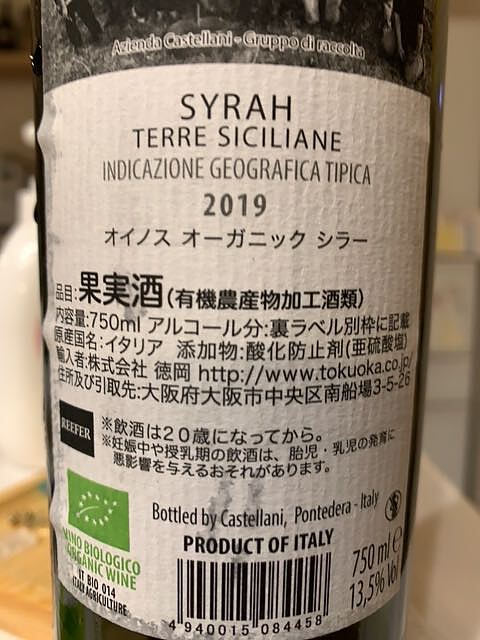 Azienda Castellani - Gruppo di raccolta
SYRAH
TERRE SICILIANE
INDICAZIONE GEOGRAFICA TIPICA
2019
オイノス オーガニック シラー
品目:果実酒(有機農産物加工酒類)
内容量:750ml アルコール分:裏ラベル別枠に記載
原産国名:イタリア 添加物:酸化防止剤(亜硫酸塩)
輸入者:株式会社 徳岡 http://www.tokuoka.co.jp/
住所及び引取先:大阪府大阪市中央区南船場3-5-26
REEFER
※飲酒は20歳になってから。
※妊娠中や授乳期の飲酒は、胎児・乳児の発育に
悪影響を与えるおそれがあります。
VINO BIOLOGICO
ORGANIC WINE
IT BIO 014
ITALY AGRICULTURE
Bottled by Castellani, Pontedera - Italy
PRODUCT OF ITALY
750 ml e
13,5% Vol
4 940015 084458